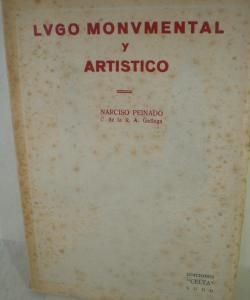 LVGO MONVMENTAL
y
ARTISTICO
NARCISO PEINADO
C. de la R. A. Gallega
EDICIONES
"CELTA"
LUGO